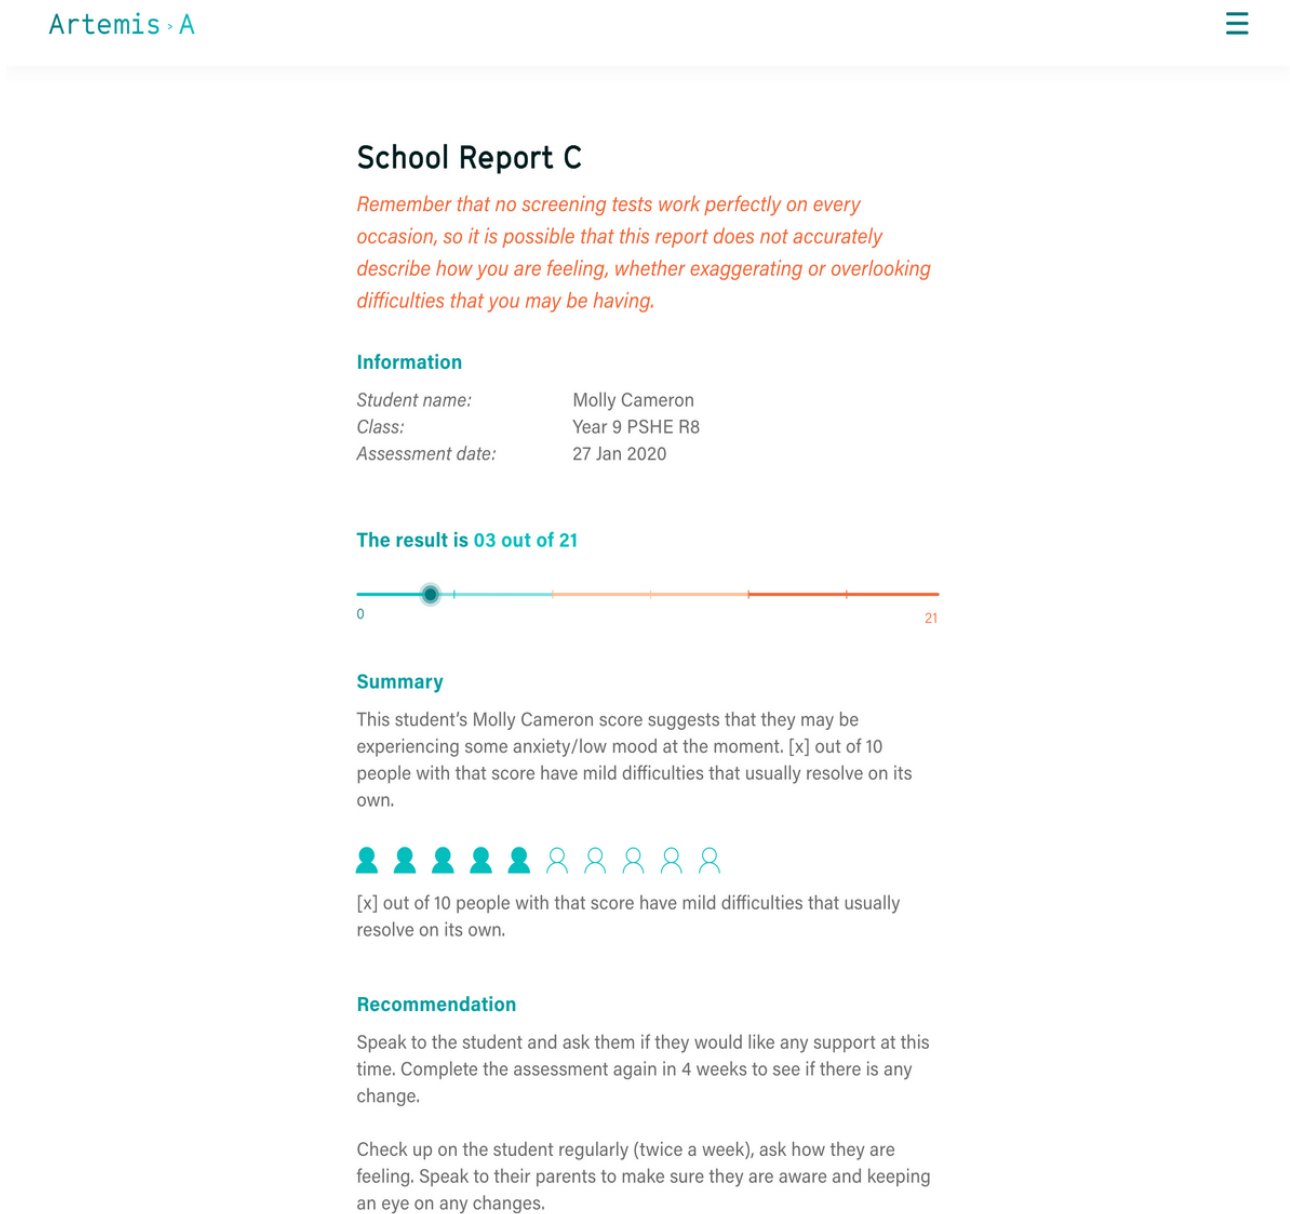 Artemis > A
School Report C
Remember that no screening tests work perfectly on every
occasion, so it is possible that this report does not accurately
describe how you are feeling, whether exaggerating or overlooking
difficulties that you may be having.
Information
Student name: Molly Cameron
Class: Year 9 PSHE R8
Assessment date: 27 Jan 2020
The result is 03 out of 21
0
21
Summary
This student’s Molly Cameron score suggests that they may be
experiencing some anxiety/low mood at the moment. [x] out of 10
people with that score have mild difficulties that usually resolve on its
own.
[x] out of 10 people with that score have mild difficulties that usually
resolve on its own.
Recommendation
Speak to the student and ask them if they would like any support at this
time. Complete the assessment again in 4 weeks to see if there is any
change.
Check up on the student regularly (twice a week), ask how they are
feeling. Speak to their parents to make sure they are aware and keeping
an eye on any changes.